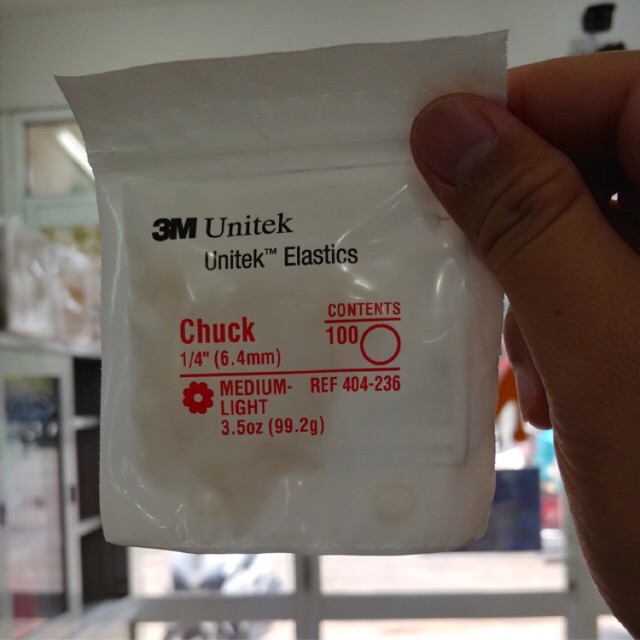 3M Unitek
Unitek™ Elastics
CONTENTS
Chuck 100
1/4" (6.4mm)
MEDIUM- REF 404-236
LIGHT
3.5oz (99.2g)